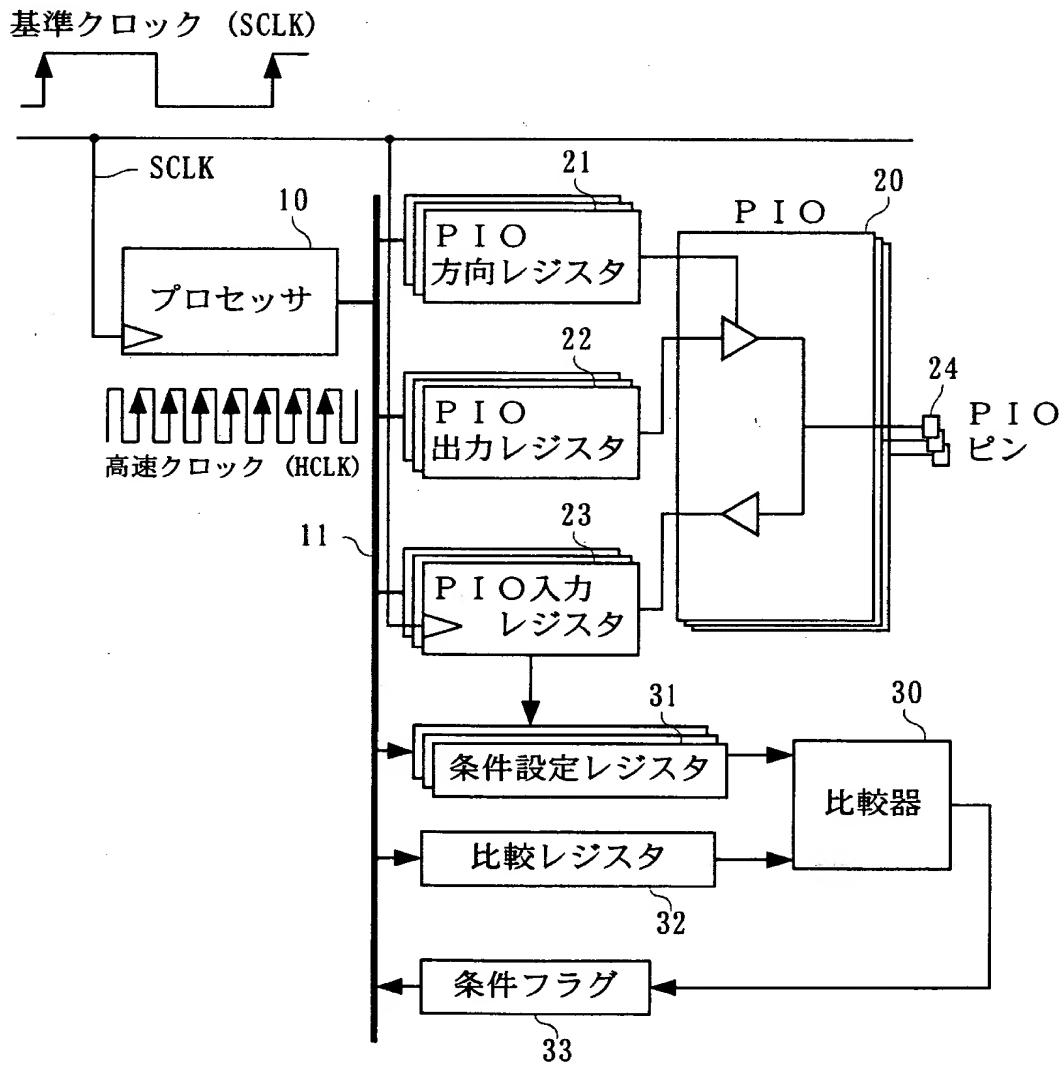 基準クロック (SCLK)
SCLK
10
プロセッサ
高速クロック (HCLK)
11
21
PIO
方向レジスタ
22
PIO
出力レジスタ
23
PIO入力
レジスタ
PIO
20
24
PIO
ピン
31
条件設定レジスタ
30
比較器
比較レジスタ
32
条件フラグ
33